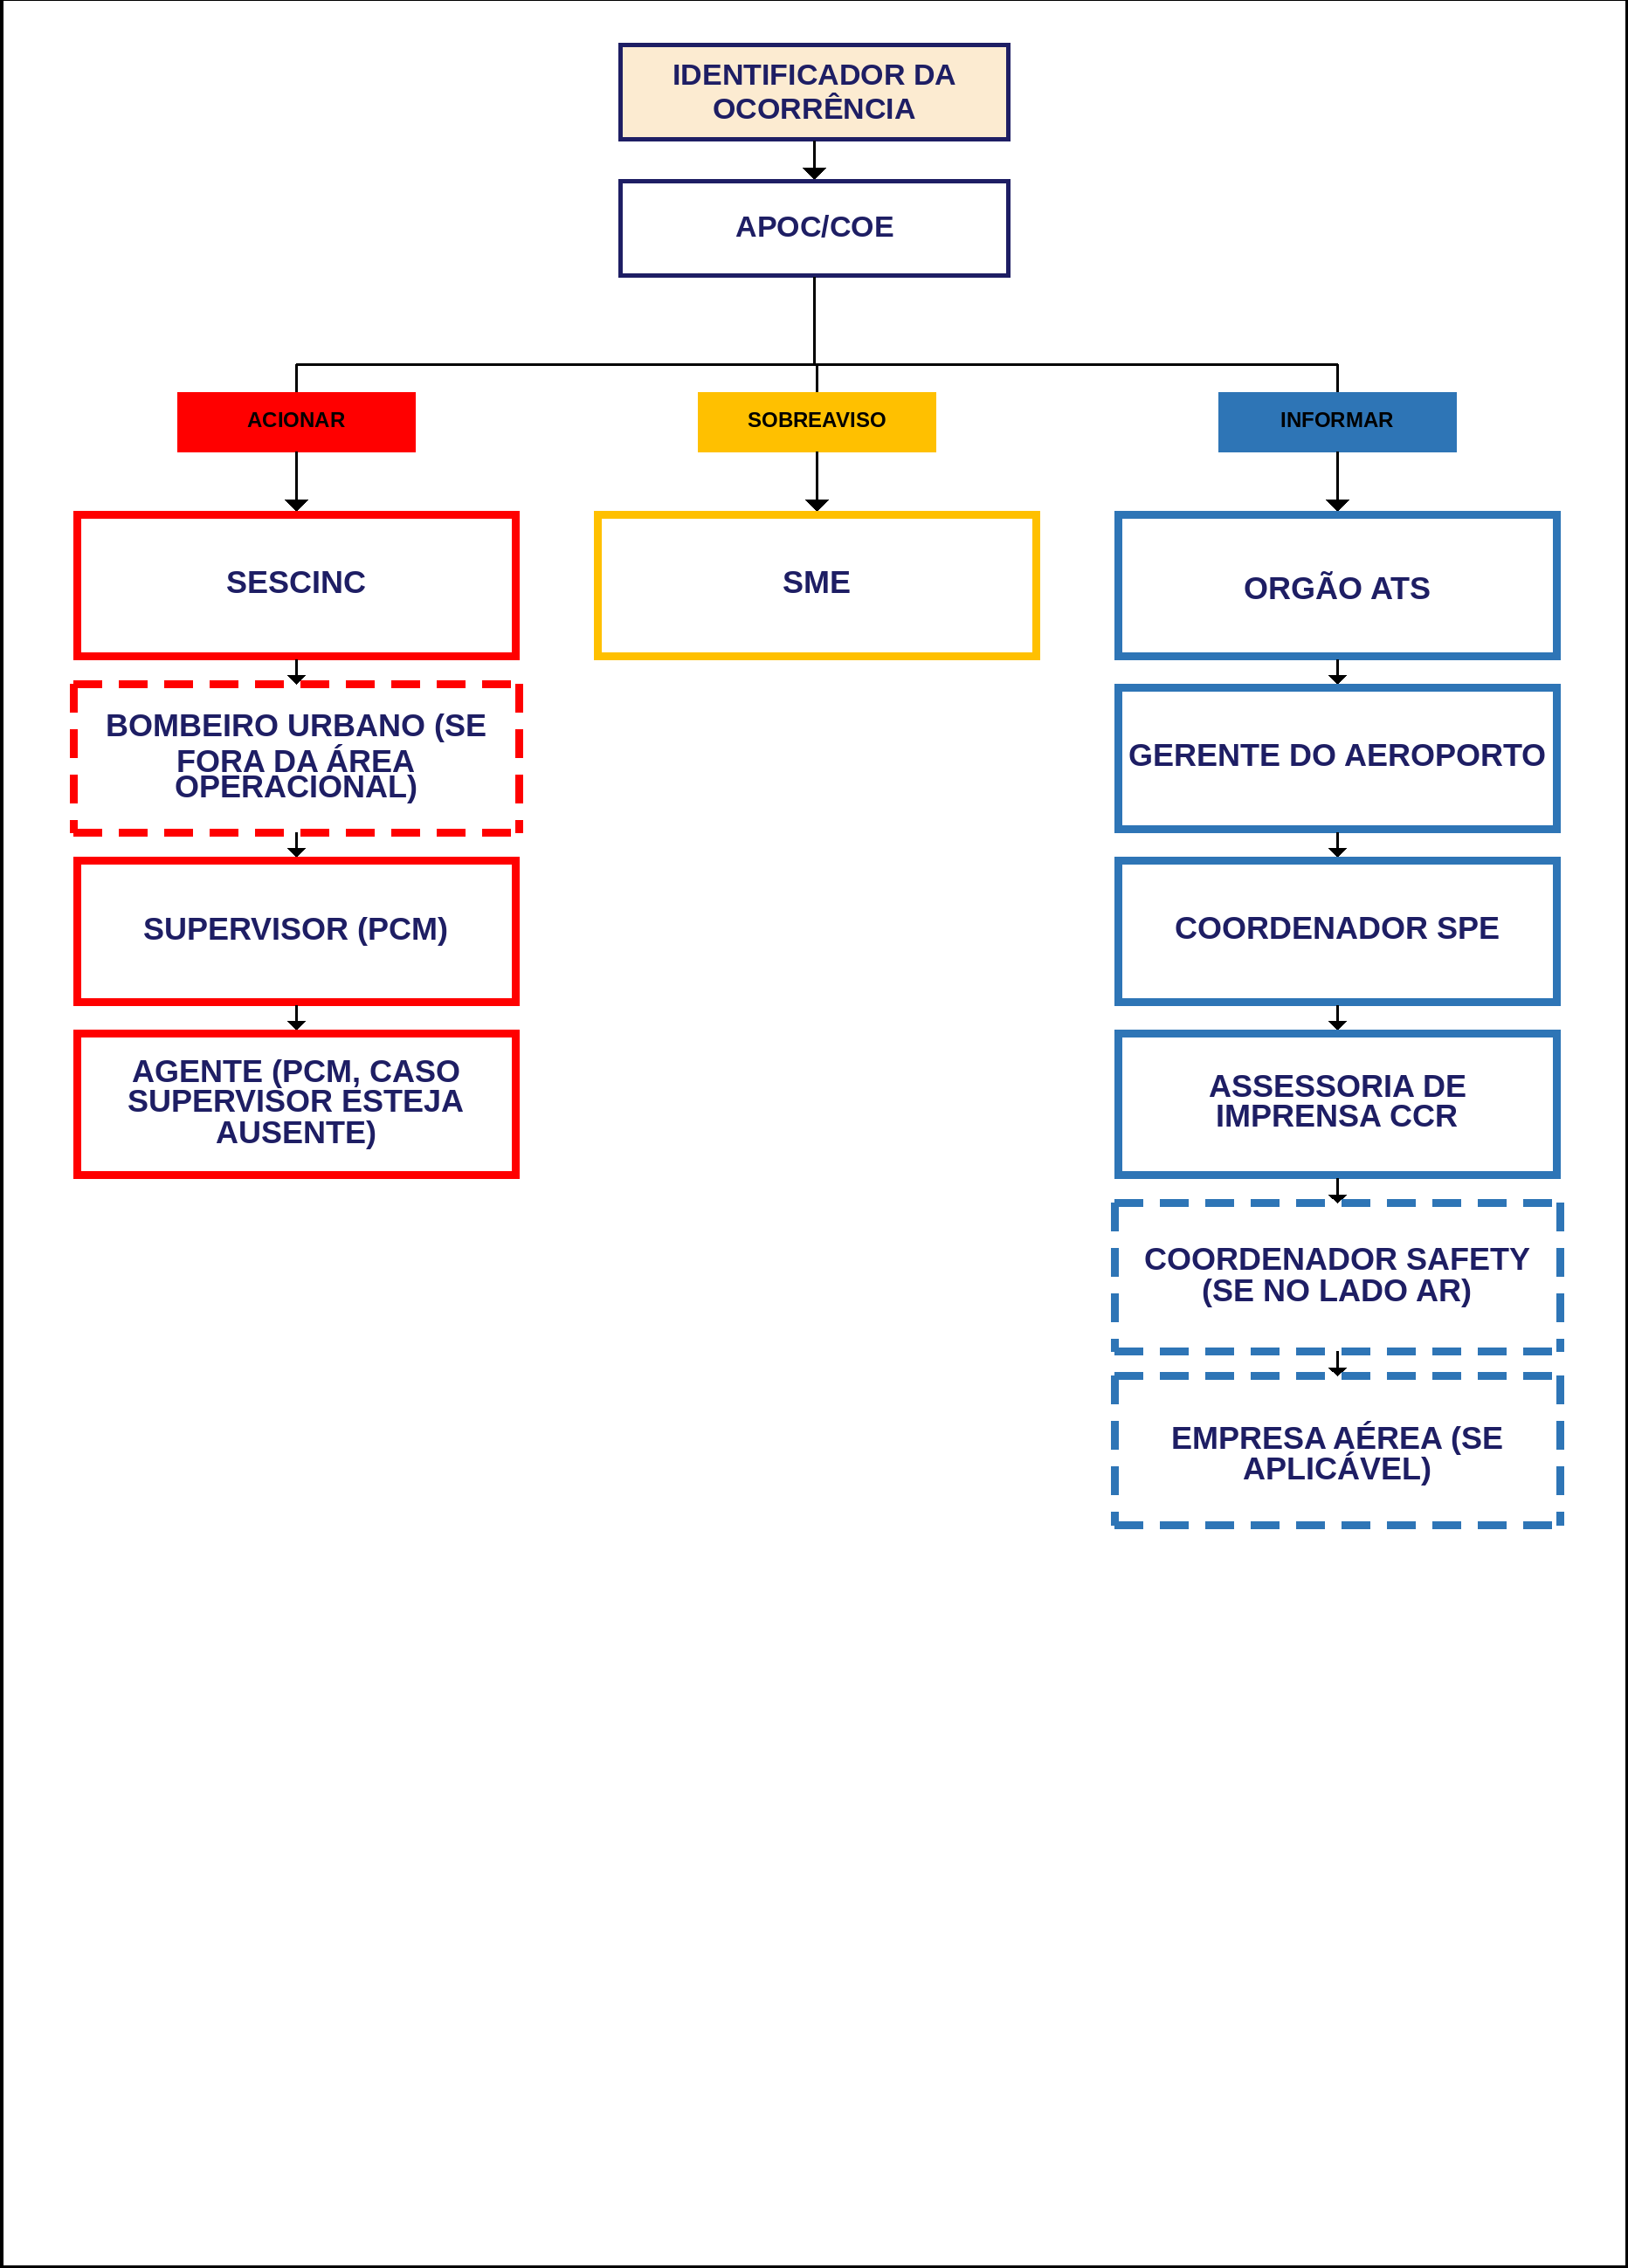 IDENTIFICADOR DA
OCORRÊNCIA
APOC/COE
ACIONAR
SOBREAVISO
INFORMAR
SESCINC
BOMBEIRO URBANO (SE
FORA DA ÁREA
OPERACIONAL)
SUPERVISOR (PCM)
AGENTE (PCM, CASO
SUPERVISOR ESTEJA
AUSENTE)
SME
ORGÃO ATS
GERENTE DO AEROPORTO
COORDENADOR SPE
ASSESSORIA DE
IMPRENSA CCR
COORDENADOR SAFETY
(SE NO LADO AR)
EMPRESA AÉREA (SE
APLICÁVEL)